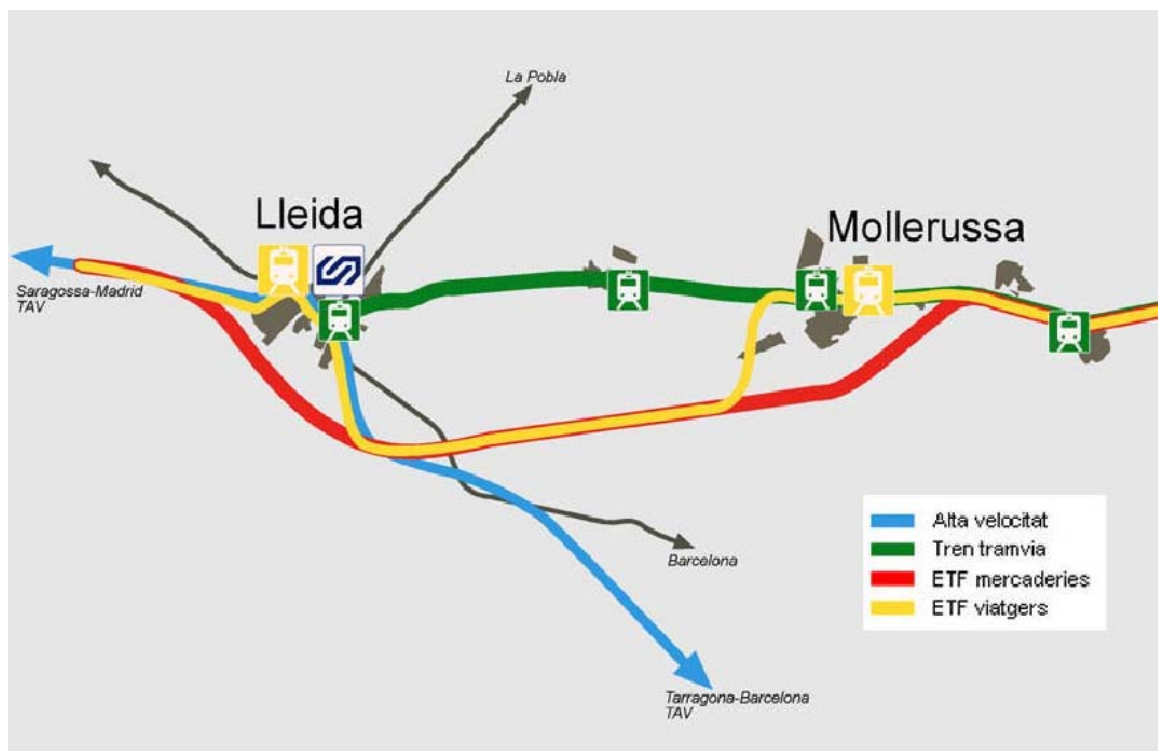 La Pobla
Lleida
Mollerussa
Saragossa-Madrid
TAV
Alta velocitat
Tren tramvia
ETF mercaderies
ETF viatgers
Barcelona
Tarragona-Barcelona
TAV